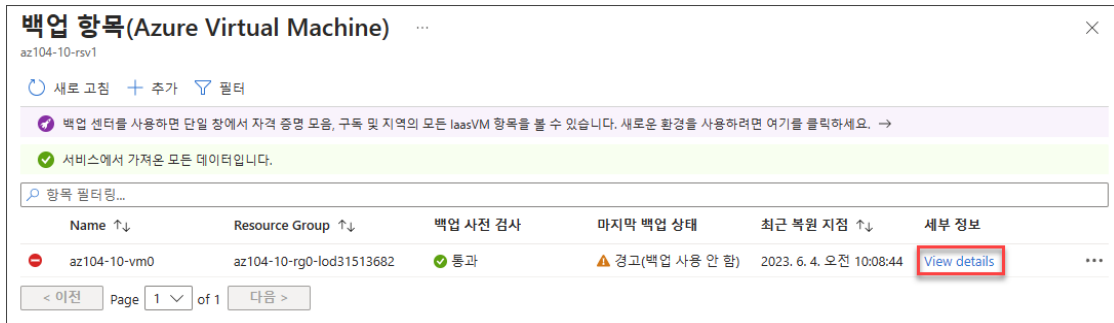 백업 항목(Azure Virtual Machine) ...
az104-10-rsv1
새로 고침 추가 필터
백업 센터를 사용하면 단일 창에서 자격 증명 모음, 구독 및 지역의 모든 IaasVM 항목을 볼 수 있습니다. 새로운 환경을 사용하려면 여기를 클릭하세요. →
서비스에서 가져온 모든 데이터입니다.
항목 필터링...
Name ↑↓ Resource Group ↑↓ 백업 사전 검사 마지막 백업 상태 최근 복원 지점 ↑↓ 세부 정보
az104-10-vm0 az104-10-rg0-lod31513682 통과 경고(백업 사용 안 함) 2023. 6. 4. 오전 10:08:44 View details ...
< 이전 Page 1 of 1 다음 >